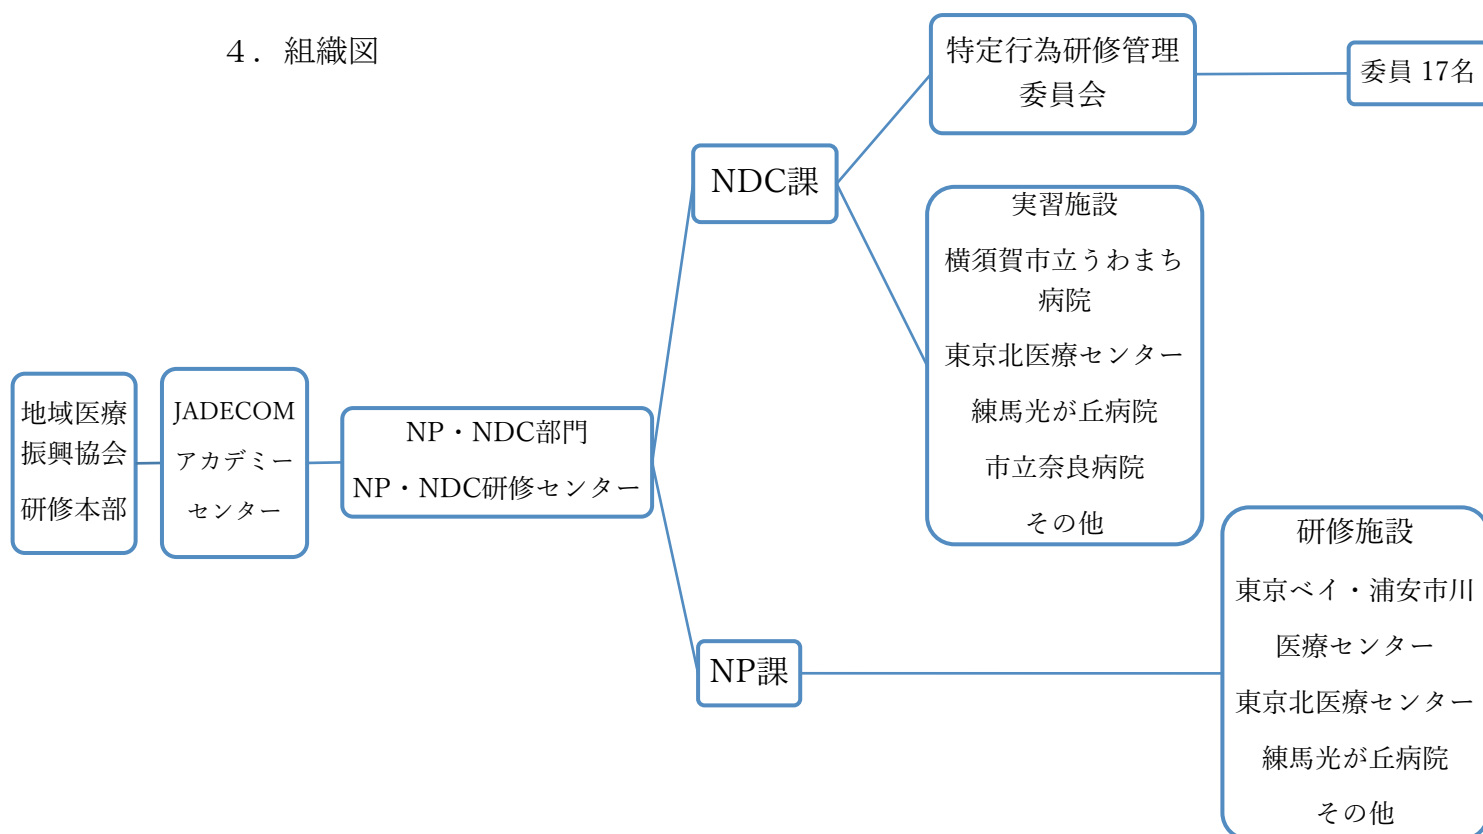 ４．組織図
地域医療
振興協会
研修本部
JADECOM
アカデミー
センター
NP・NDC部門
NP・NDC研修センター
NDC課
特定行為研修管理
委員会
委員 17名
実習施設
横須賀市立うわまち
病院
東京北医療センター
練馬光が丘病院
市立奈良病院
その他
NP課
研修施設
東京ベイ・浦安市川
医療センター
東京北医療センター
練馬光が丘病院
その他